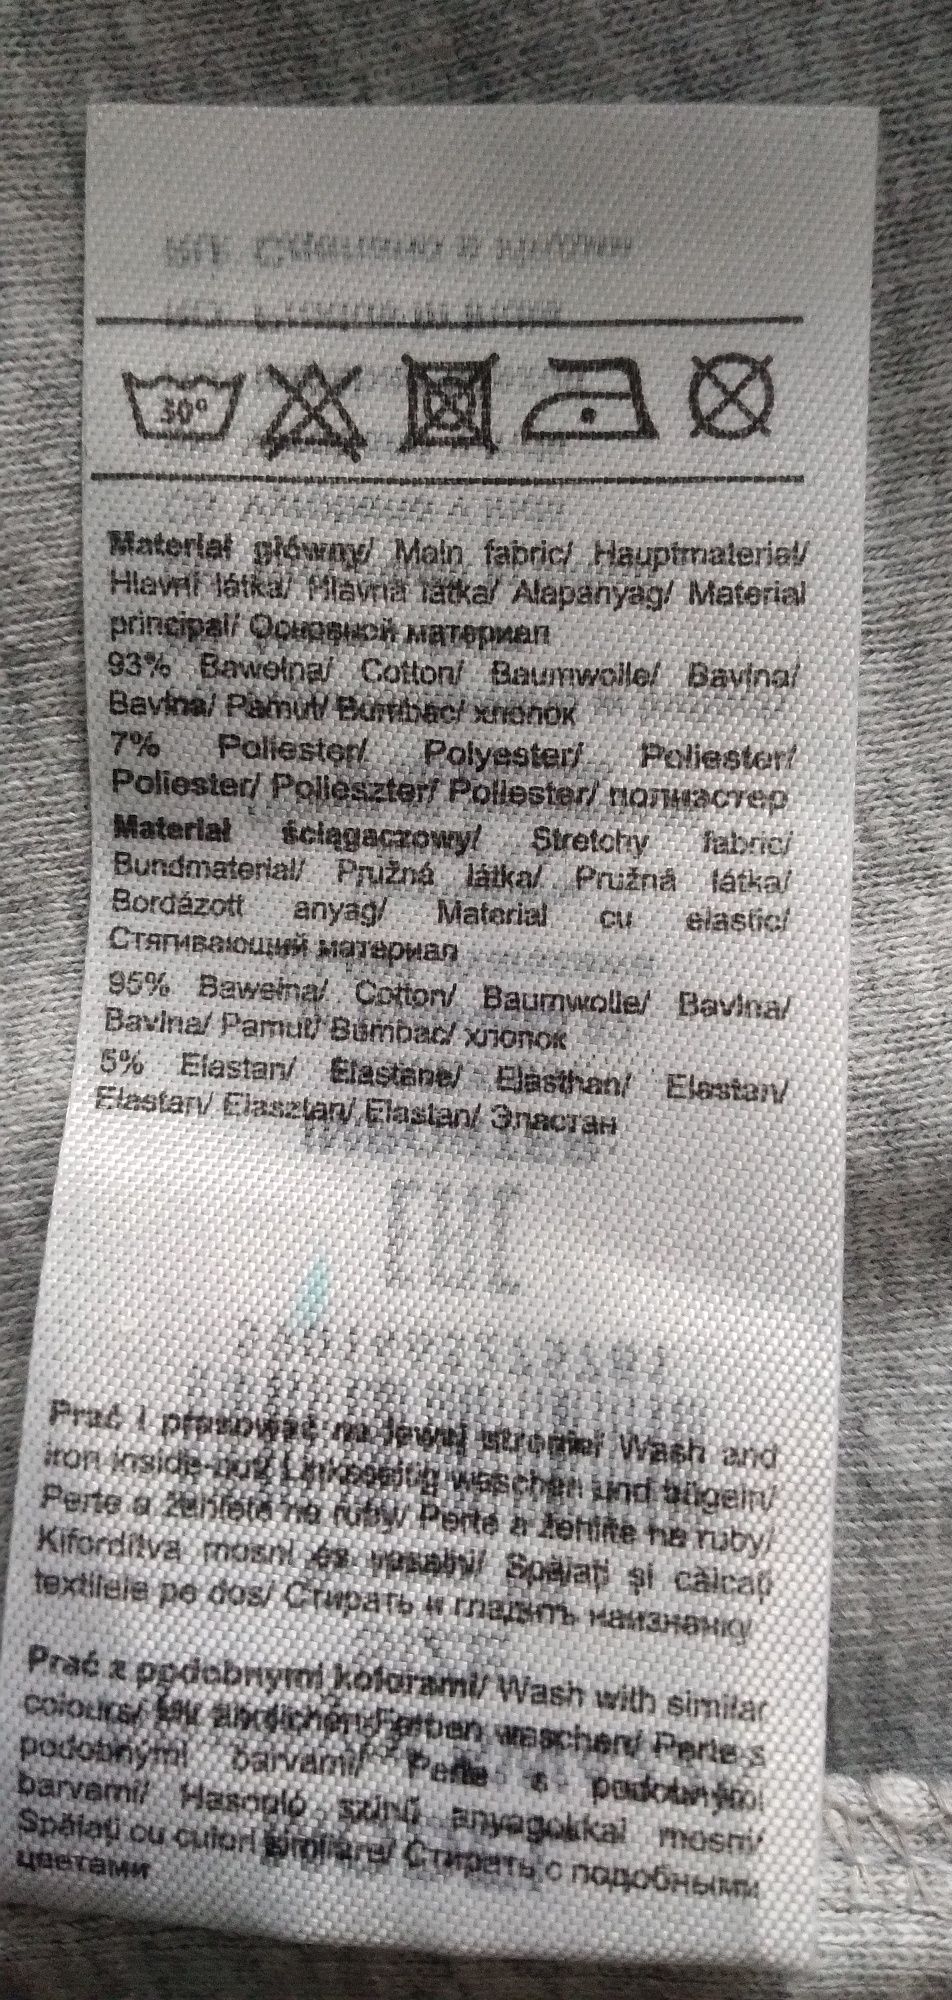 30°
Materiał główny/ Main fabric/ Hauptmaterial/
Hlavní látka/ Hlavná látka/ Alapanyag/ Material
principal/ Основной материал
93% Bawełna/ Cotton/ Baumwolle/ Bavlna/
Bavlna/ Pamut/ Bumbac/ хлопок
7% Poliester/ Polyester/ Poliester/
Poliester/ Polieszter/ Poliester/ полиэстер
Materiał ściągaczowy/ Stretchy fabric/
Bundmaterial/ Pružná látka/ Pružná látka/
Bordázott anyag/ Material cu elastic/
Стягивающий материал
95% Bawełna/ Cotton/ Baumwolle/ Bavlna/
Bavlna/ Pamut/ Bumbac/ хлопок
5% Elastan/ Elastane/ Elasthan/ Elastan/
Elastan/ Elasztan/ Elastan/ Эластан
Prać i prasować na lewej stronie/ Wash and
iron inside-out/ Linksseitig waschen und bügeln/
Perte a žehlete na ruby/ Perte a žehlite na ruby/
Kifordítva mosni és vasalni/ Spălați și călcați
textilele pe dos/ Стирать и гладить наизнанку
Prać z podobnymi kolorami/ Wash with similar
colours/ Mit ähnlichen Farben waschen/ Perte s
podobnými barvami/ Perte s podobnými
barvami/ Hasonló színű anyagokkal mosni/
Spălați cu culori similare/ Стирать с подобными
цветами